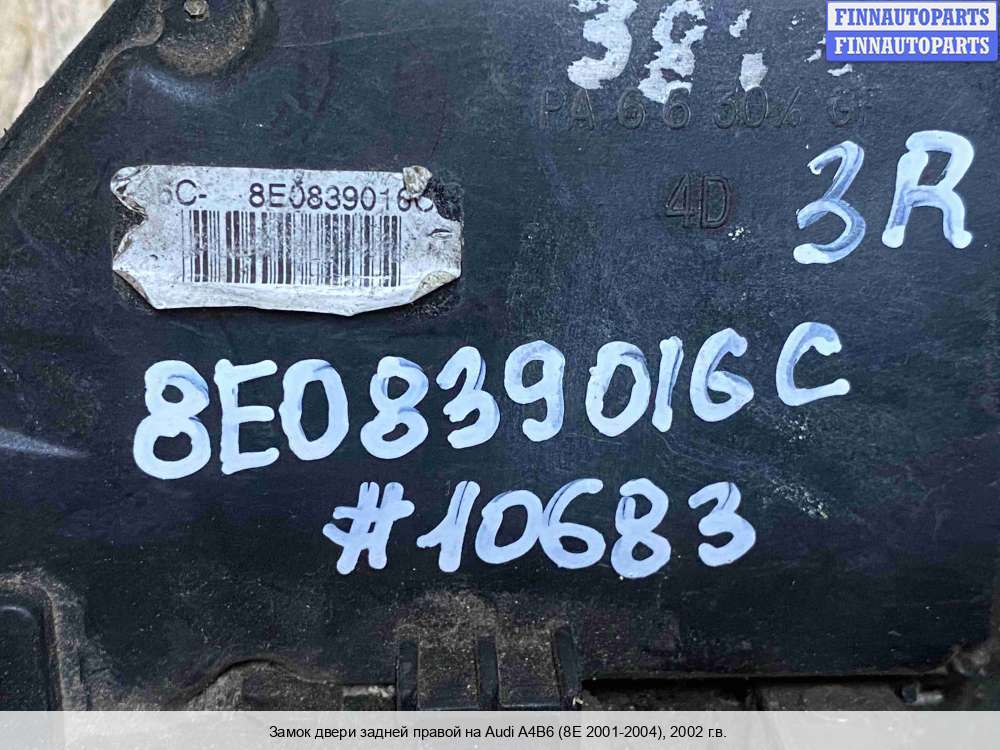 FINNAUTOPARTS
FINNAUTOPARTS
PA 6 6 30% GF
4D
3R
6C- 8E0839016C
8E0839016C
#10683
Замок двери задней правой на Audi A4B6 (8E 2001-2004), 2002 г.в.